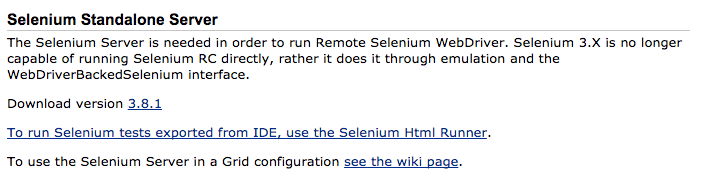 Selenium Standalone Server
The Selenium Server is needed in order to run Remote Selenium WebDriver. Selenium 3.X is no longer
capable of running Selenium RC directly, rather it does it through emulation and the
WebDriverBackedSelenium interface.
Download version 3.8.1
To run Selenium tests exported from IDE, use the Selenium Html Runner.
To use the Selenium Server in a Grid configuration see the wiki page.